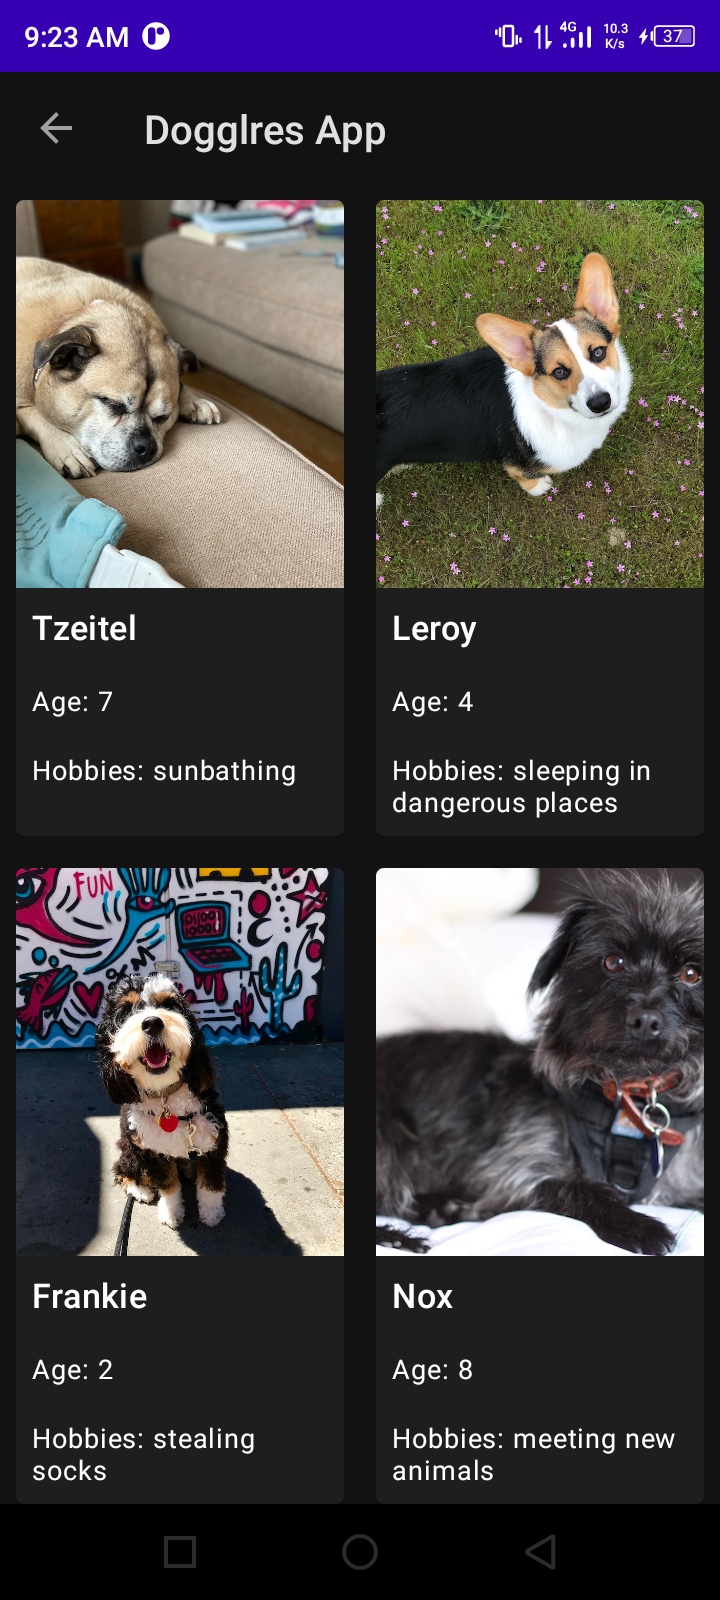 9:23 AM
4G
10.3
K/s
37
Dogglres App
Tzeitel
Age: 7
Hobbies: sunbathing
Leroy
Age: 4
Hobbies: sleeping in
dangerous places
FUN
Frankie
Age: 2
Hobbies: stealing
socks
Nox
Age: 8
Hobbies: meeting new
animals